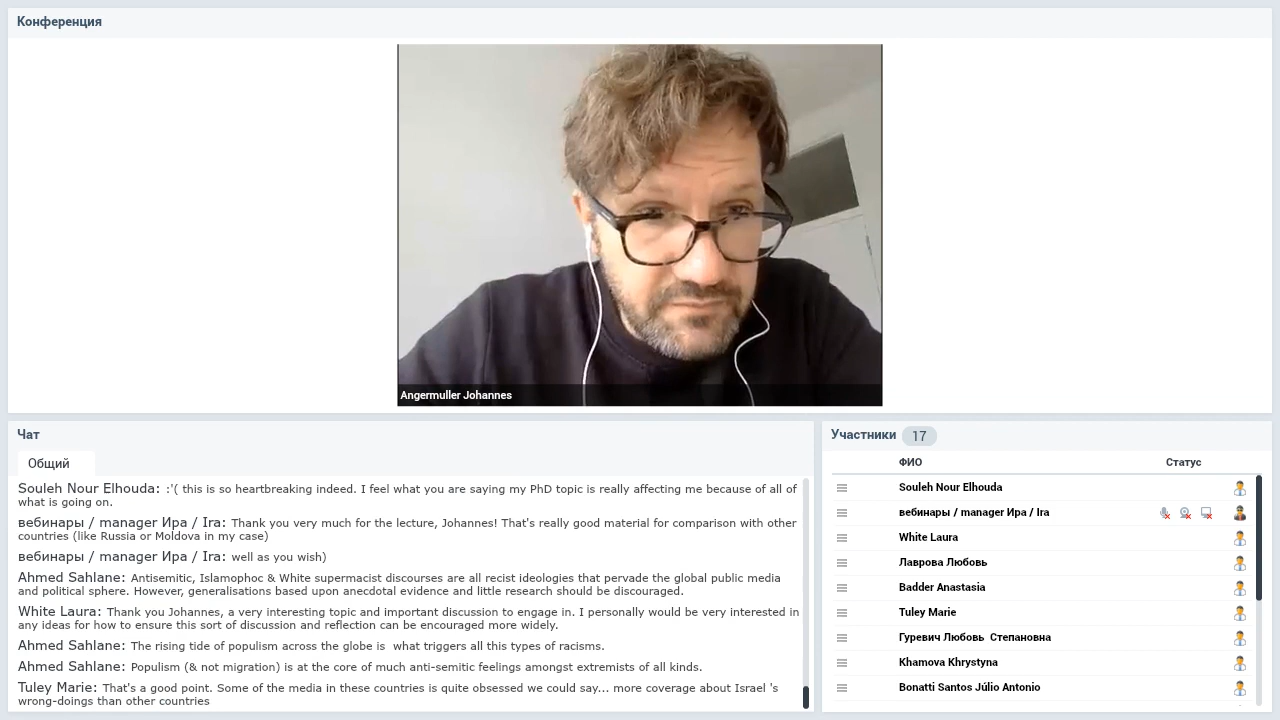 Конференция
Angermuller Johannes
Чат
Общий
Souleh Nour Elhouda: :'( this is so heartbreaking indeed. I feel what you are saying my PhD topic is really affecting me because of all of
what is going on.
вебинары / manager Ира / Ira: Thank you very much for the lecture, Johannes! That's really good material for comparison with other
countries (like Russia or Moldova in my case)
вебинары / manager Ира / Ira: well as you wish)
Ahmed Sahlane: Antisemitic, Islamophoc & White supermacist discourses are all recist ideologies that pervade the global public media
and political sphere. However, generalisations based upon anecdotal evidence and little research should be discouraged.
White Laura: Thank you Johannes, a very interesting topic and important discussion to engage in. I personally would be very interested in
any ideas for how to ensure this sort of discussion and reflection can be encouraged more widely.
Ahmed Sahlane: The rising tide of populism across the globe is  what triggers all this types of racisms.
Ahmed Sahlane: Populism (& not migration) is at the core of much anti-semitic feelings amongst extremists of all kinds.
Tuley Marie: That's a good point. Some of the media in these countries is quite obsessed we could say... more coverage about Israel 's
wrong-doings than other countries
Участники 17
ФИО Статус
Souleh Nour Elhouda
вебинары / manager Ира / Ira
White Laura
Лаврова Любовь
Badder Anastasia
Tuley Marie
Гуревич Любовь  Степановна
Khamova Khrystyna
Bonatti Santos Júlio Antonio